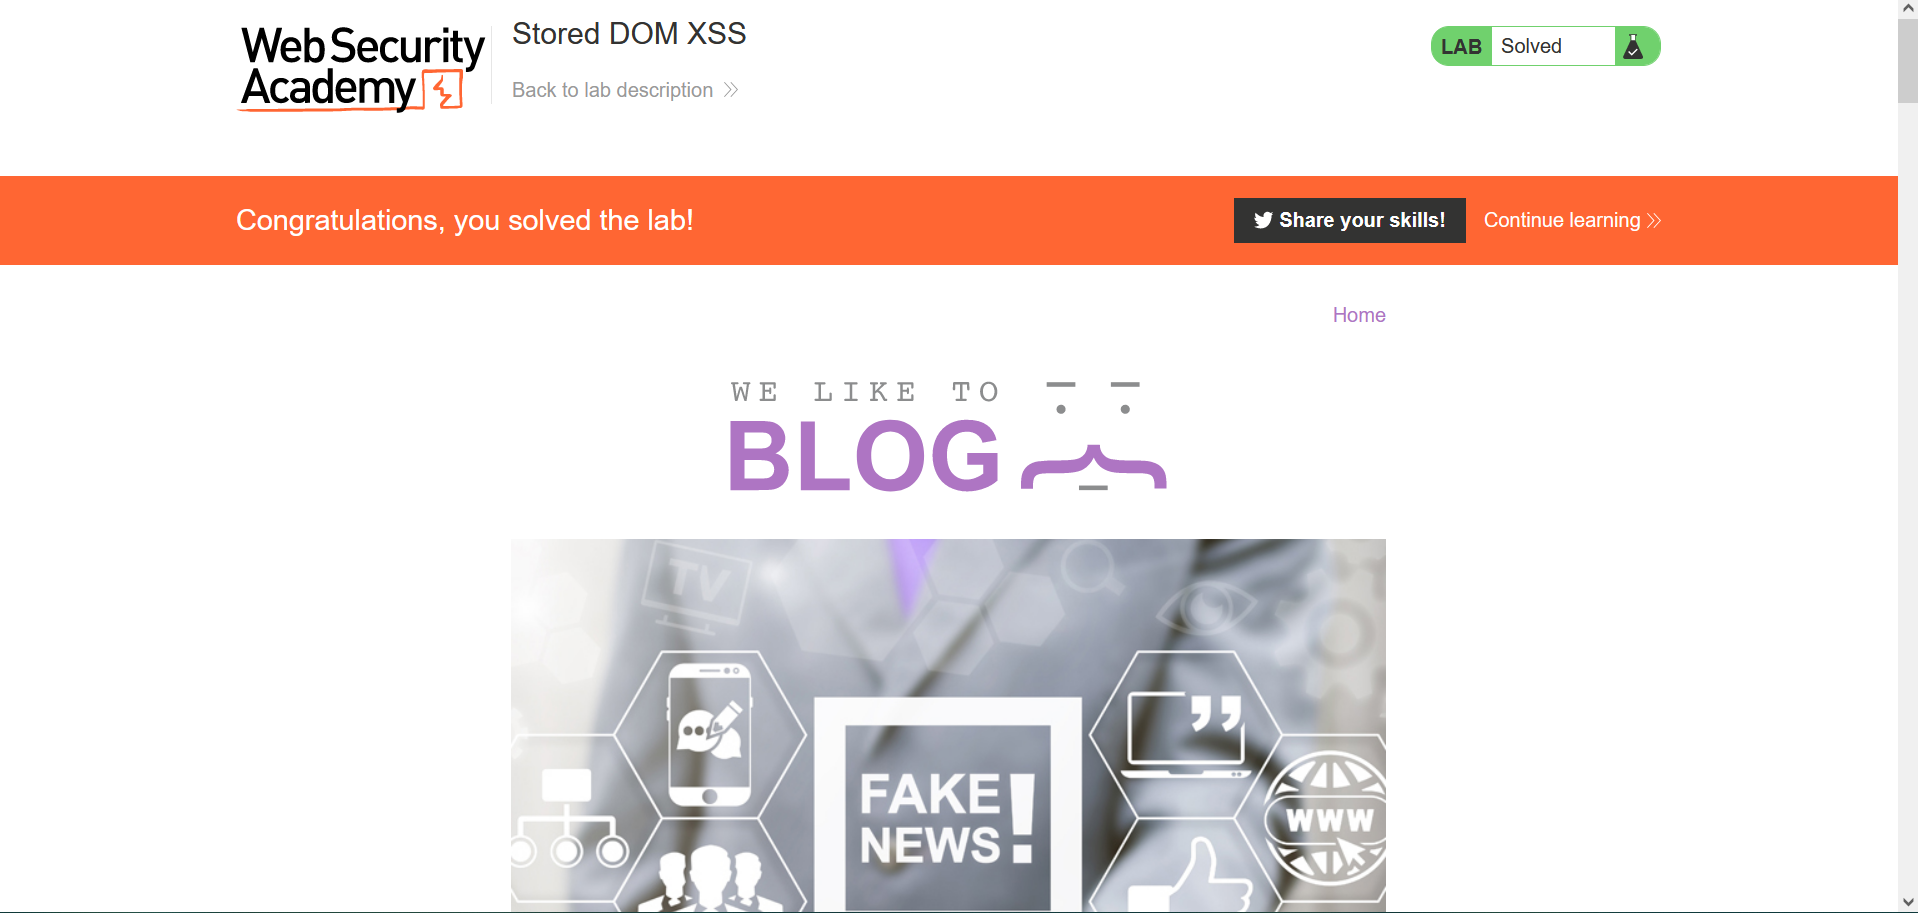 Web Security
Academy
Stored DOM XSS
Back to lab description
LAB Solved
Congratulations, you solved the lab!
Share your skills!
Continue learning
Home
WE LIKE TO
BLOG
TV
FAKE
NEWS!
WWW